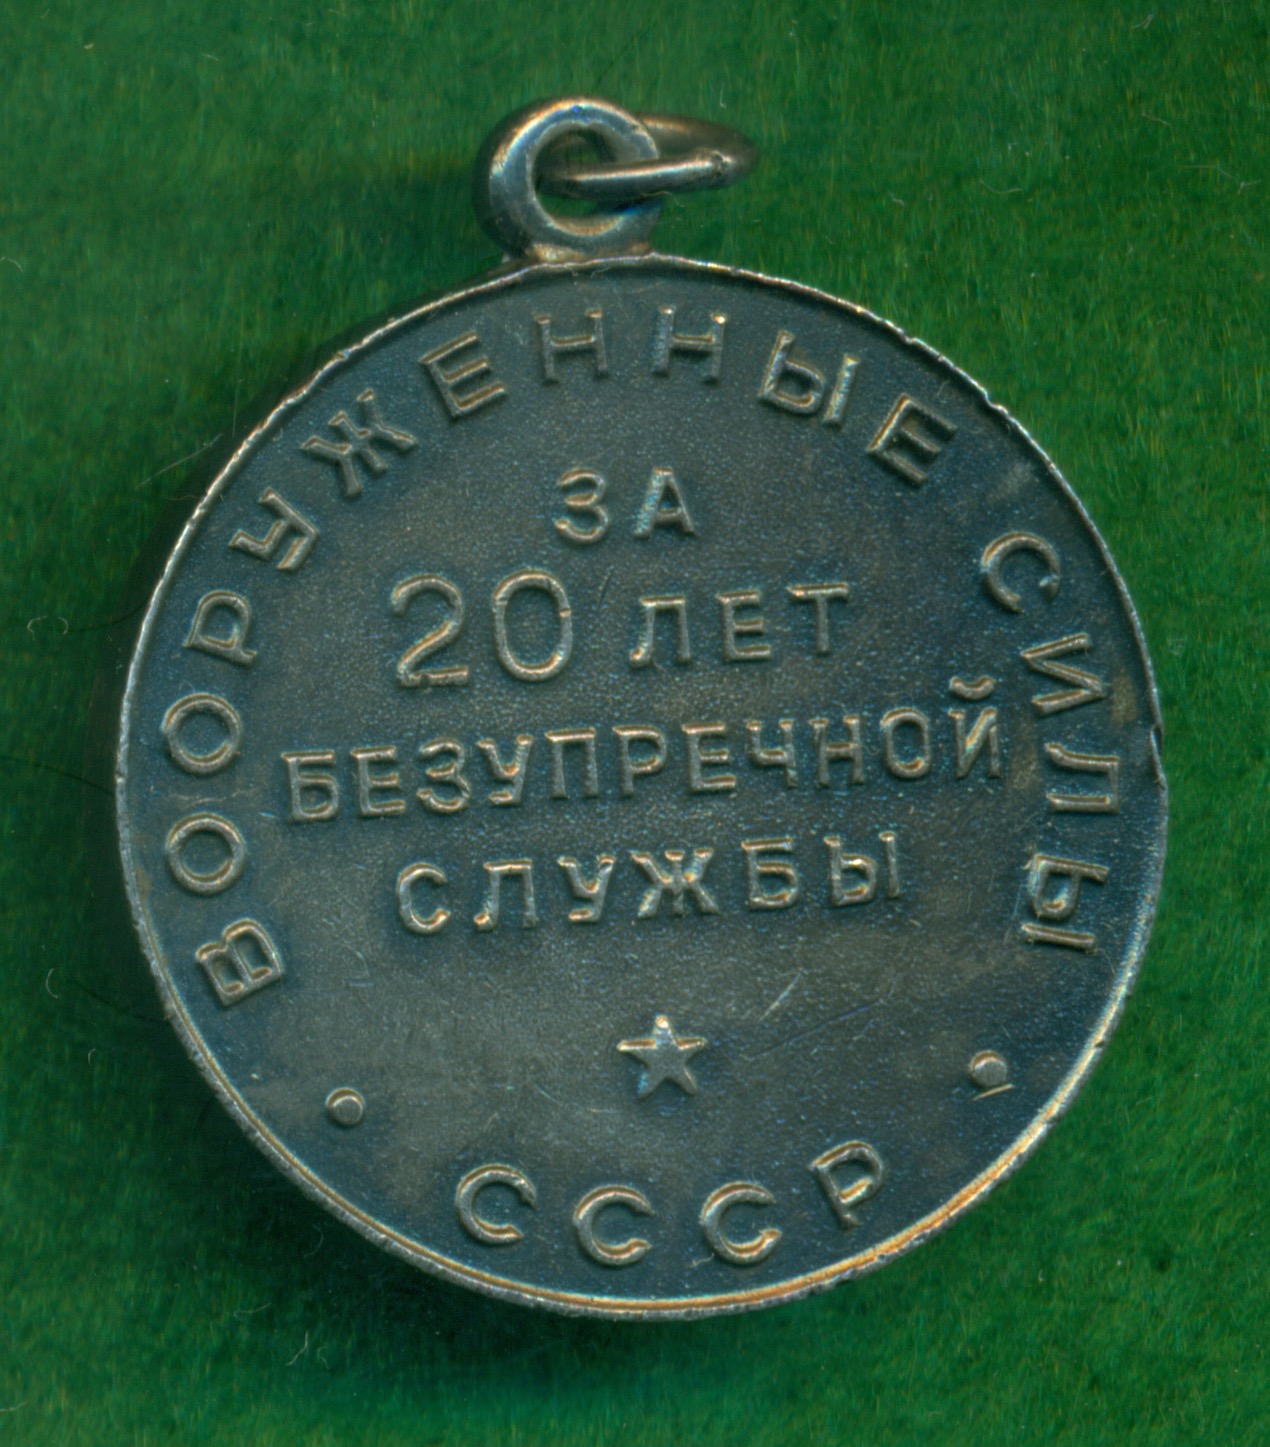 ВООРУЖЕННЫЕ СИЛЫ
ЗА
20 ЛЕТ
БЕЗУПРЕЧНОЙ
СЛУЖБЫ
СССР